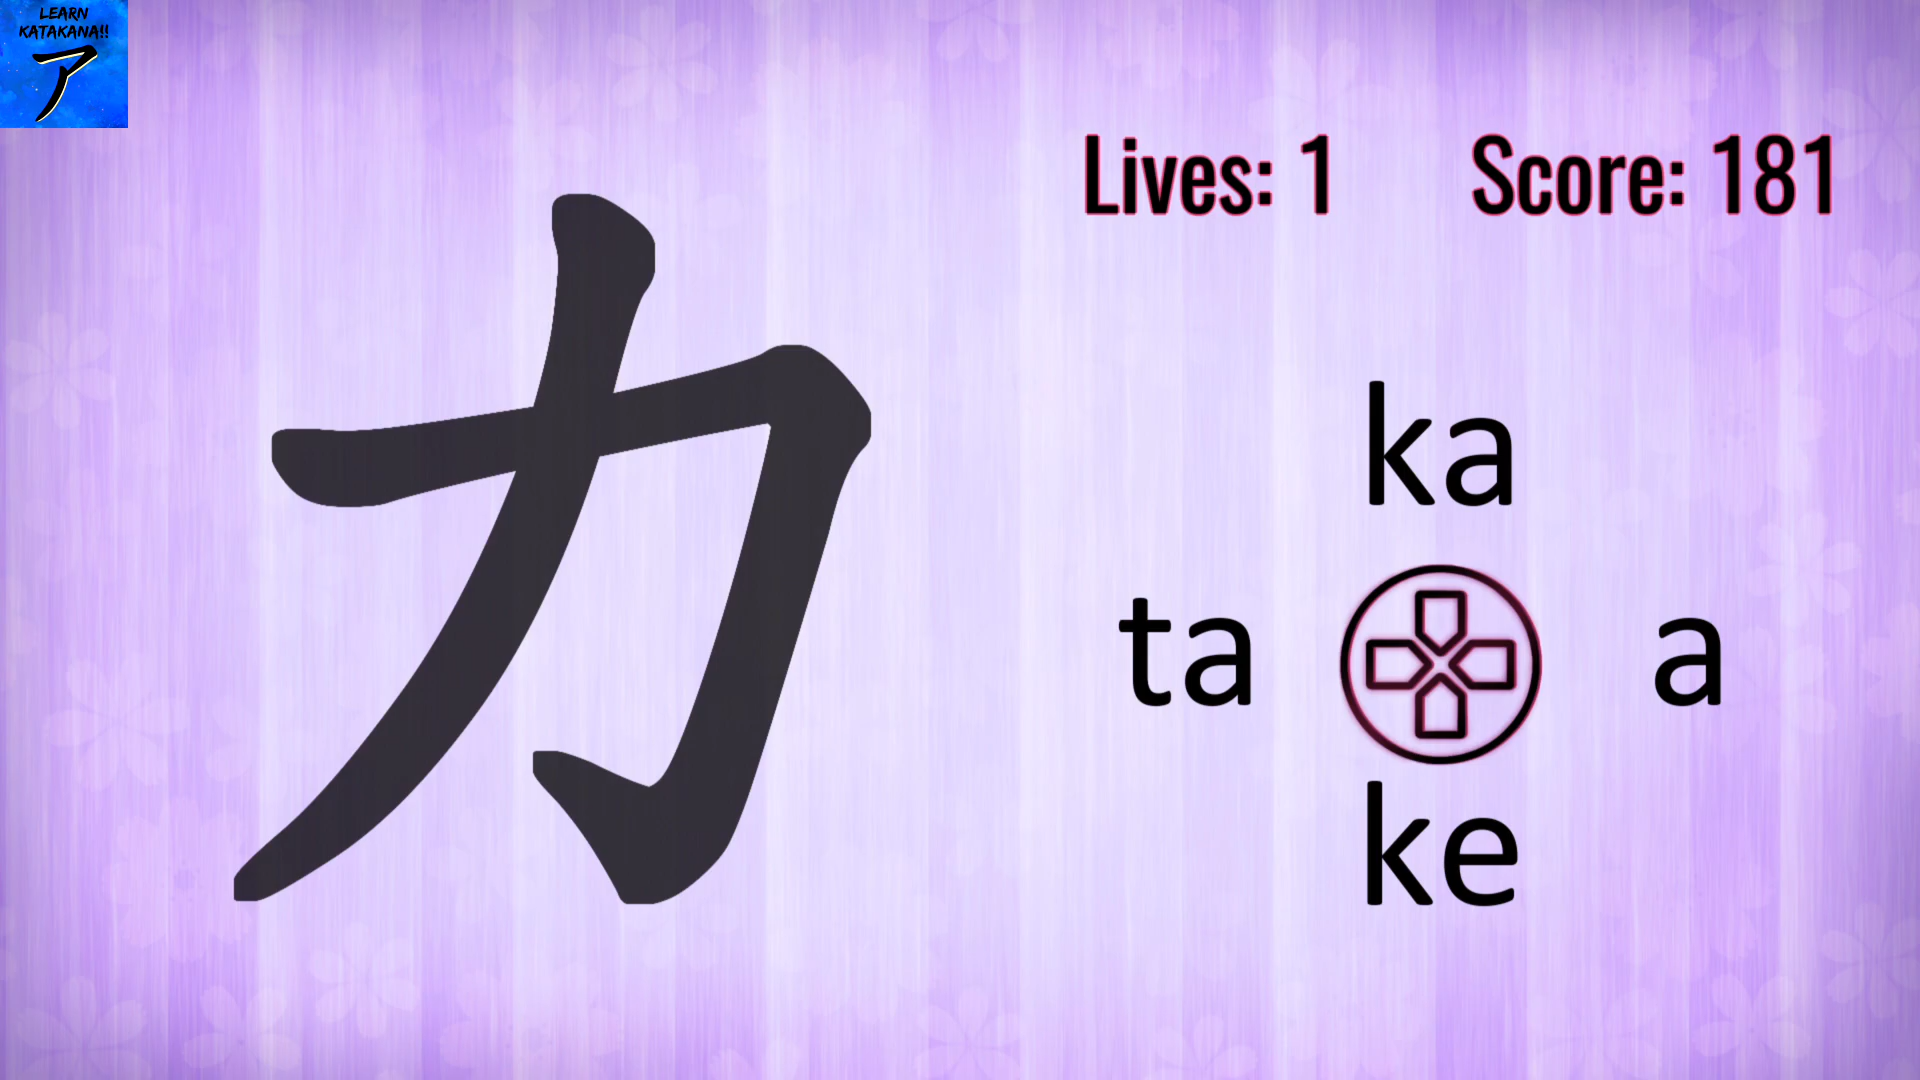 LEARN
KATAKANA!!
ア
Lives: 1 Score: 181
カ
ka
ta a
ke